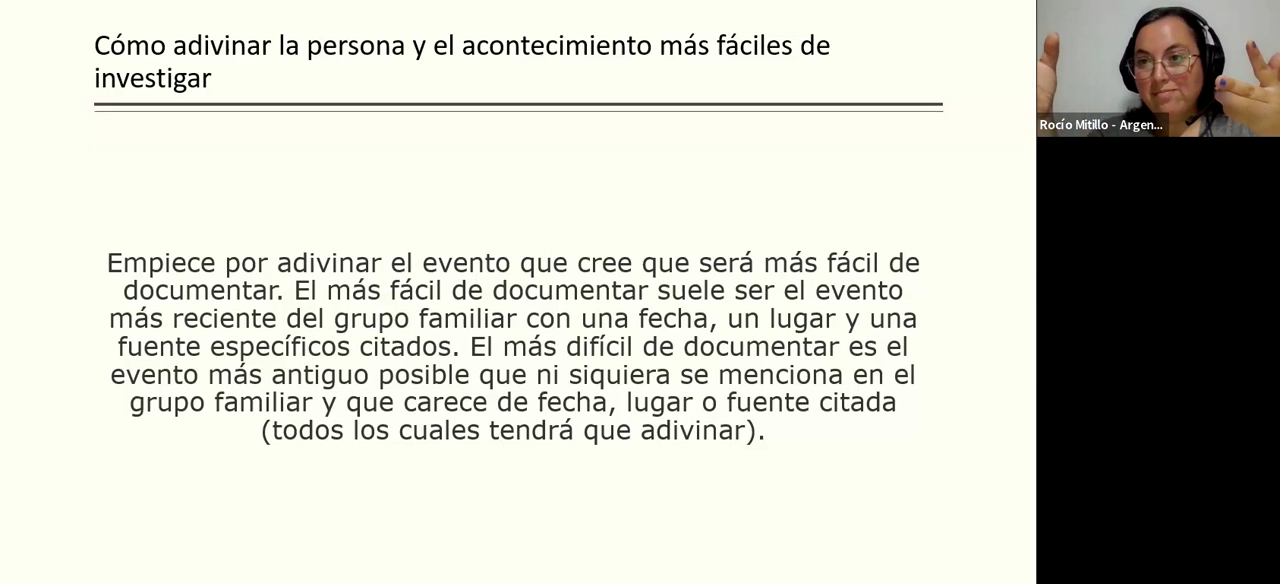 Cómo adivinar la persona y el acontecimiento más fáciles de
investigar
Empiece por adivinar el evento que cree que será más fácil de
documentar. El más fácil de documentar suele ser el evento
más reciente del grupo familiar con una fecha, un lugar y una
fuente específicos citados. El más difícil de documentar es el
evento más antiguo posible que ni siquiera se menciona en el
grupo familiar y que carece de fecha, lugar o fuente citada
(todos los cuales tendrá que adivinar).
Rocío Mitillo - Argen...